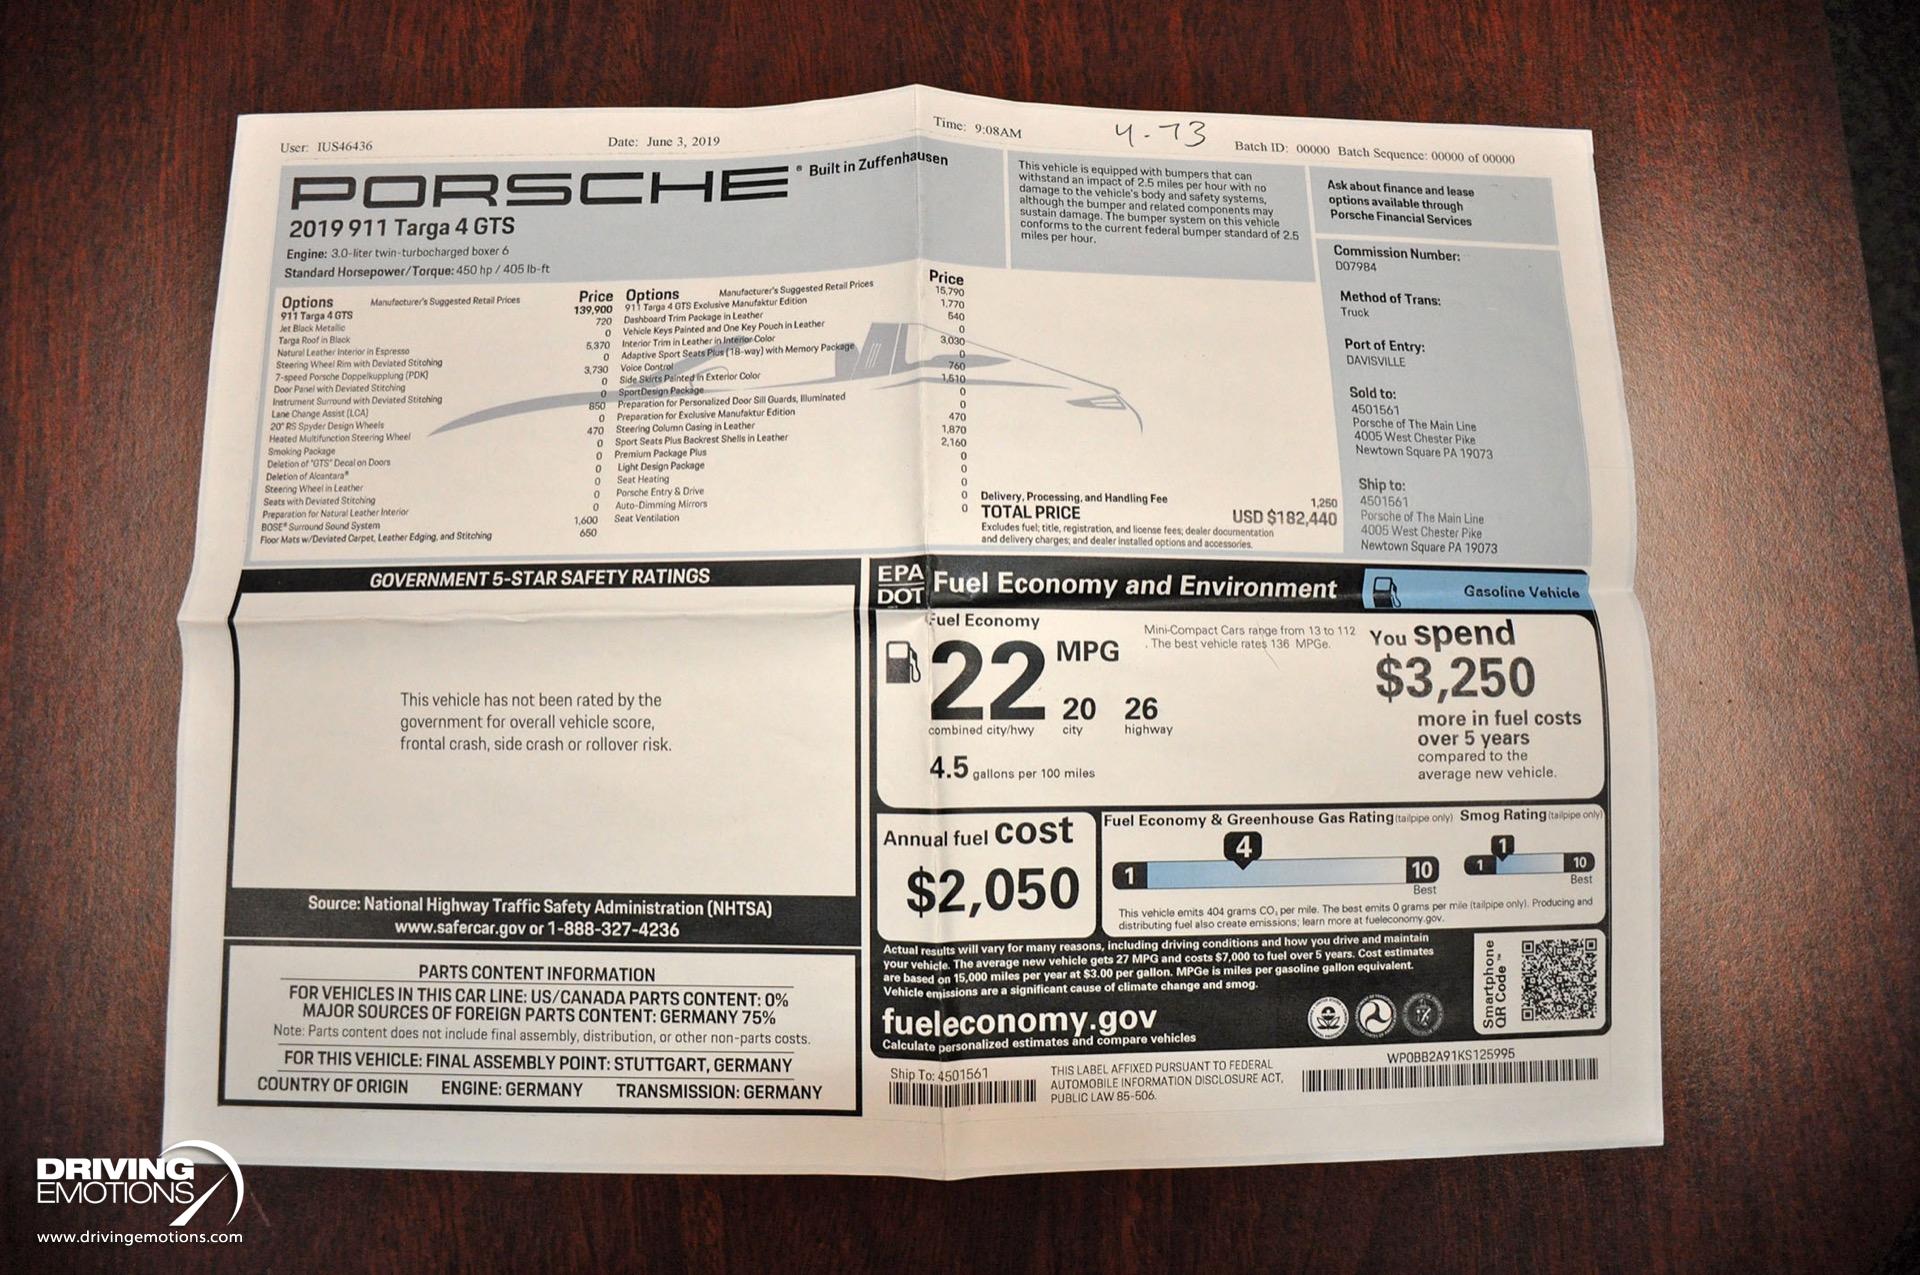 User: IUS46436
Date: June 3, 2019
Time: 9:08AM
4-73
Batch ID: 00000 Batch Sequence: 00000 of 00000
PORSCHE ® Built in Zuffenhausen
2019 911 Targa 4 GTS
Engine: 3.0-liter twin-turbocharged boxer 6
Standard Horsepower/Torque: 450 hp / 405 lb-ft
This vehicle is equipped with bumpers that can
withstand an impact of 2.5 miles per hour with no
damage to the vehicle's body and safety systems,
although the bumper and related components may
sustain damage. The bumper system on this vehicle
conforms to the current federal bumper standard of 2.5
miles per hour.
Ask about finance and lease
options available through
Porsche Financial Services
Commission Number:
D07984
Method of Trans:
Truck
Port of Entry:
DAVISVILLE
Sold to:
4501561
Porsche of The Main Line
4005 West Chester Pike
Newtown Square PA 19073
Ship to:
4501561
Porsche of The Main Line
4005 West Chester Pike
Newtown Square PA 19073
Options Manufacturer's Suggested Retail Prices Price
911 Targa 4 GTS
Jet Black Metallic
Targa Roof in Black
Natural Leather Interior in Espresso
Steering Wheel Rim with Deviated Stitching
7-speed Porsche Doppelkupplung (PDK)
Door Panel with Deviated Stitching
Instrument Surround with Deviated Stitching
Lane Change Assist (LCA)
20" RS Spyder Design Wheels
Heated Multifunction Steering Wheel
Smoking Package
Deletion of "GTS" Decal on Doors
Deletion of Alcantara®
Steering Wheel in Leather
Seats with Deviated Stitching
Preparation for Natural Leather Interior
BOSE® Surround Sound System
Floor Mats w/Deviated Carpet, Leather Edging, and Stitching
139,900
720
0
5,370
0
3,730
0
0
850
0
470
0
0
0
0
0
0
1,600
650
Options Manufacturer's Suggested Retail Prices Price
911 Targa 4 GTS Exclusive Manufaktur Edition
Dashboard Trim Package in Leather
Vehicle Keys Painted and One Key Pouch in Leather
Interior Trim in Leather in Interior Color
Adaptive Sport Seats Plus (18-way) with Memory Package
Voice Control
Side Skirts Painted in Exterior Color
SportDesign Package
Preparation for Personalized Door Sill Guards, Illuminated
Preparation for Exclusive Manufaktur Edition
Steering Column Casing in Leather
Sport Seats Plus Backrest Shells in Leather
Premium Package Plus
Light Design Package
Seat Heating
Porsche Entry & Drive
Auto-Dimming Mirrors
Seat Ventilation
15,790
1,770
540
0
3,030
0
760
1,510
0
0
470
1,870
2,160
0
0
0
0
0
Delivery, Processing, and Handling Fee 1,250
TOTAL PRICE USD $182,440
Excludes fuel; title, registration, and license fees; dealer documentation
and delivery charges; and dealer installed options and accessories.
GOVERNMENT 5-STAR SAFETY RATINGS
This vehicle has not been rated by the
government for overall vehicle score,
frontal crash, side crash or rollover risk.
Source: National Highway Traffic Safety Administration (NHTSA)
www.safercar.gov or 1-888-327-4236
PARTS CONTENT INFORMATION
FOR VEHICLES IN THIS CAR LINE: US/CANADA PARTS CONTENT: 0%
MAJOR SOURCES OF FOREIGN PARTS CONTENT: GERMANY 75%
Note: Parts content does not include final assembly, distribution, or other non-parts costs.
FOR THIS VEHICLE: FINAL ASSEMBLY POINT: STUTTGART, GERMANY
COUNTRY OF ORIGIN ENGINE: GERMANY TRANSMISSION: GERMANY
EPA
DOT
Fuel Economy and Environment
Gasoline Vehicle
Fuel Economy
22 MPG
combined city/hwy
20
city
26
highway
4.5 gallons per 100 miles
Mini-Compact Cars range from 13 to 112
. The best vehicle rates 136 MPGe.
You spend
$3,250
more in fuel costs
over 5 years
compared to the
average new vehicle.
Annual fuel cost
$2,050
Fuel Economy & Greenhouse Gas Rating (tailpipe only)
4
1
10
Best
Smog Rating (tailpipe only)
1
1
10
Best
This vehicle emits 404 grams CO2 per mile. The best emits 0 grams per mile (tailpipe only). Producing and
distributing fuel also create emissions; learn more at fueleconomy.gov.
Actual results will vary for many reasons, including driving conditions and how you drive and maintain
your vehicle. The average new vehicle gets 27 MPG and costs $7,000 to fuel over 5 years. Cost estimates
are based on 15,000 miles per year at $3.00 per gallon. MPGe is miles per gasoline gallon equivalent.
Vehicle emissions are a significant cause of climate change and smog.
fueleconomy.gov
Calculate personalized estimates and compare vehicles
Smartphone
QR Code™
Ship To: 4501561
THIS LABEL AFFIXED PURSUANT TO FEDERAL
AUTOMOBILE INFORMATION DISCLOSURE ACT,
PUBLIC LAW 85-506.
WP0BB2A91KS125995
DRIVING
EMOTIONS
www.drivingemotions.com